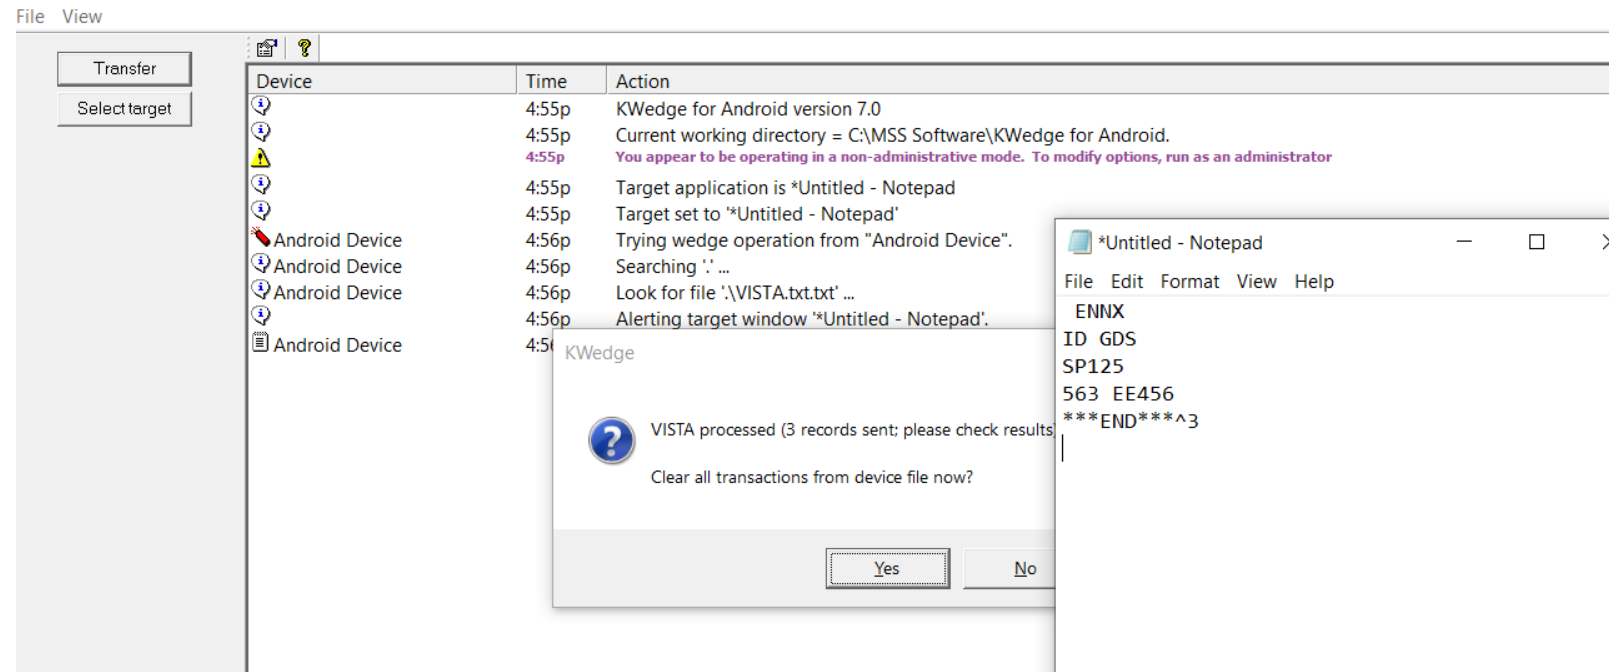 File View
Transfer
Select target
Device Time Action
4:55p KWedge for Android version 7.0
4:55p Current working directory = C:\MSS Software\KWedge for Android.
4:55p You appear to be operating in a non-administrative mode. To modify options, run as an administrator
4:55p Target application is *Untitled - Notepad
4:55p Target set to '*Untitled - Notepad'
Android Device 4:56p Trying wedge operation from "Android Device".
Android Device 4:56p Searching '.' ...
Android Device 4:56p Look for file '.\VISTA.txt.txt' ...
4:56p Alerting target window '*Untitled - Notepad'.
Android Device 4:56
KWedge
VISTA processed (3 records sent; please check results)
Clear all transactions from device file now?
Yes No
*Untitled - Notepad
File Edit Format View Help
ENNX
ID GDS
SP125
563 EE456
***END***^3